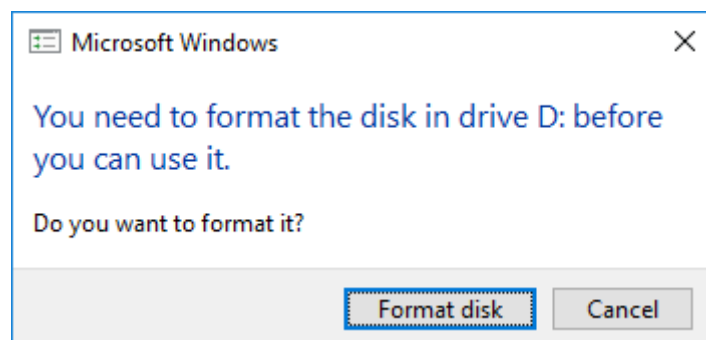 Microsoft Windows
You need to format the disk in drive D: before
you can use it.
Do you want to format it?
Format disk
Cancel